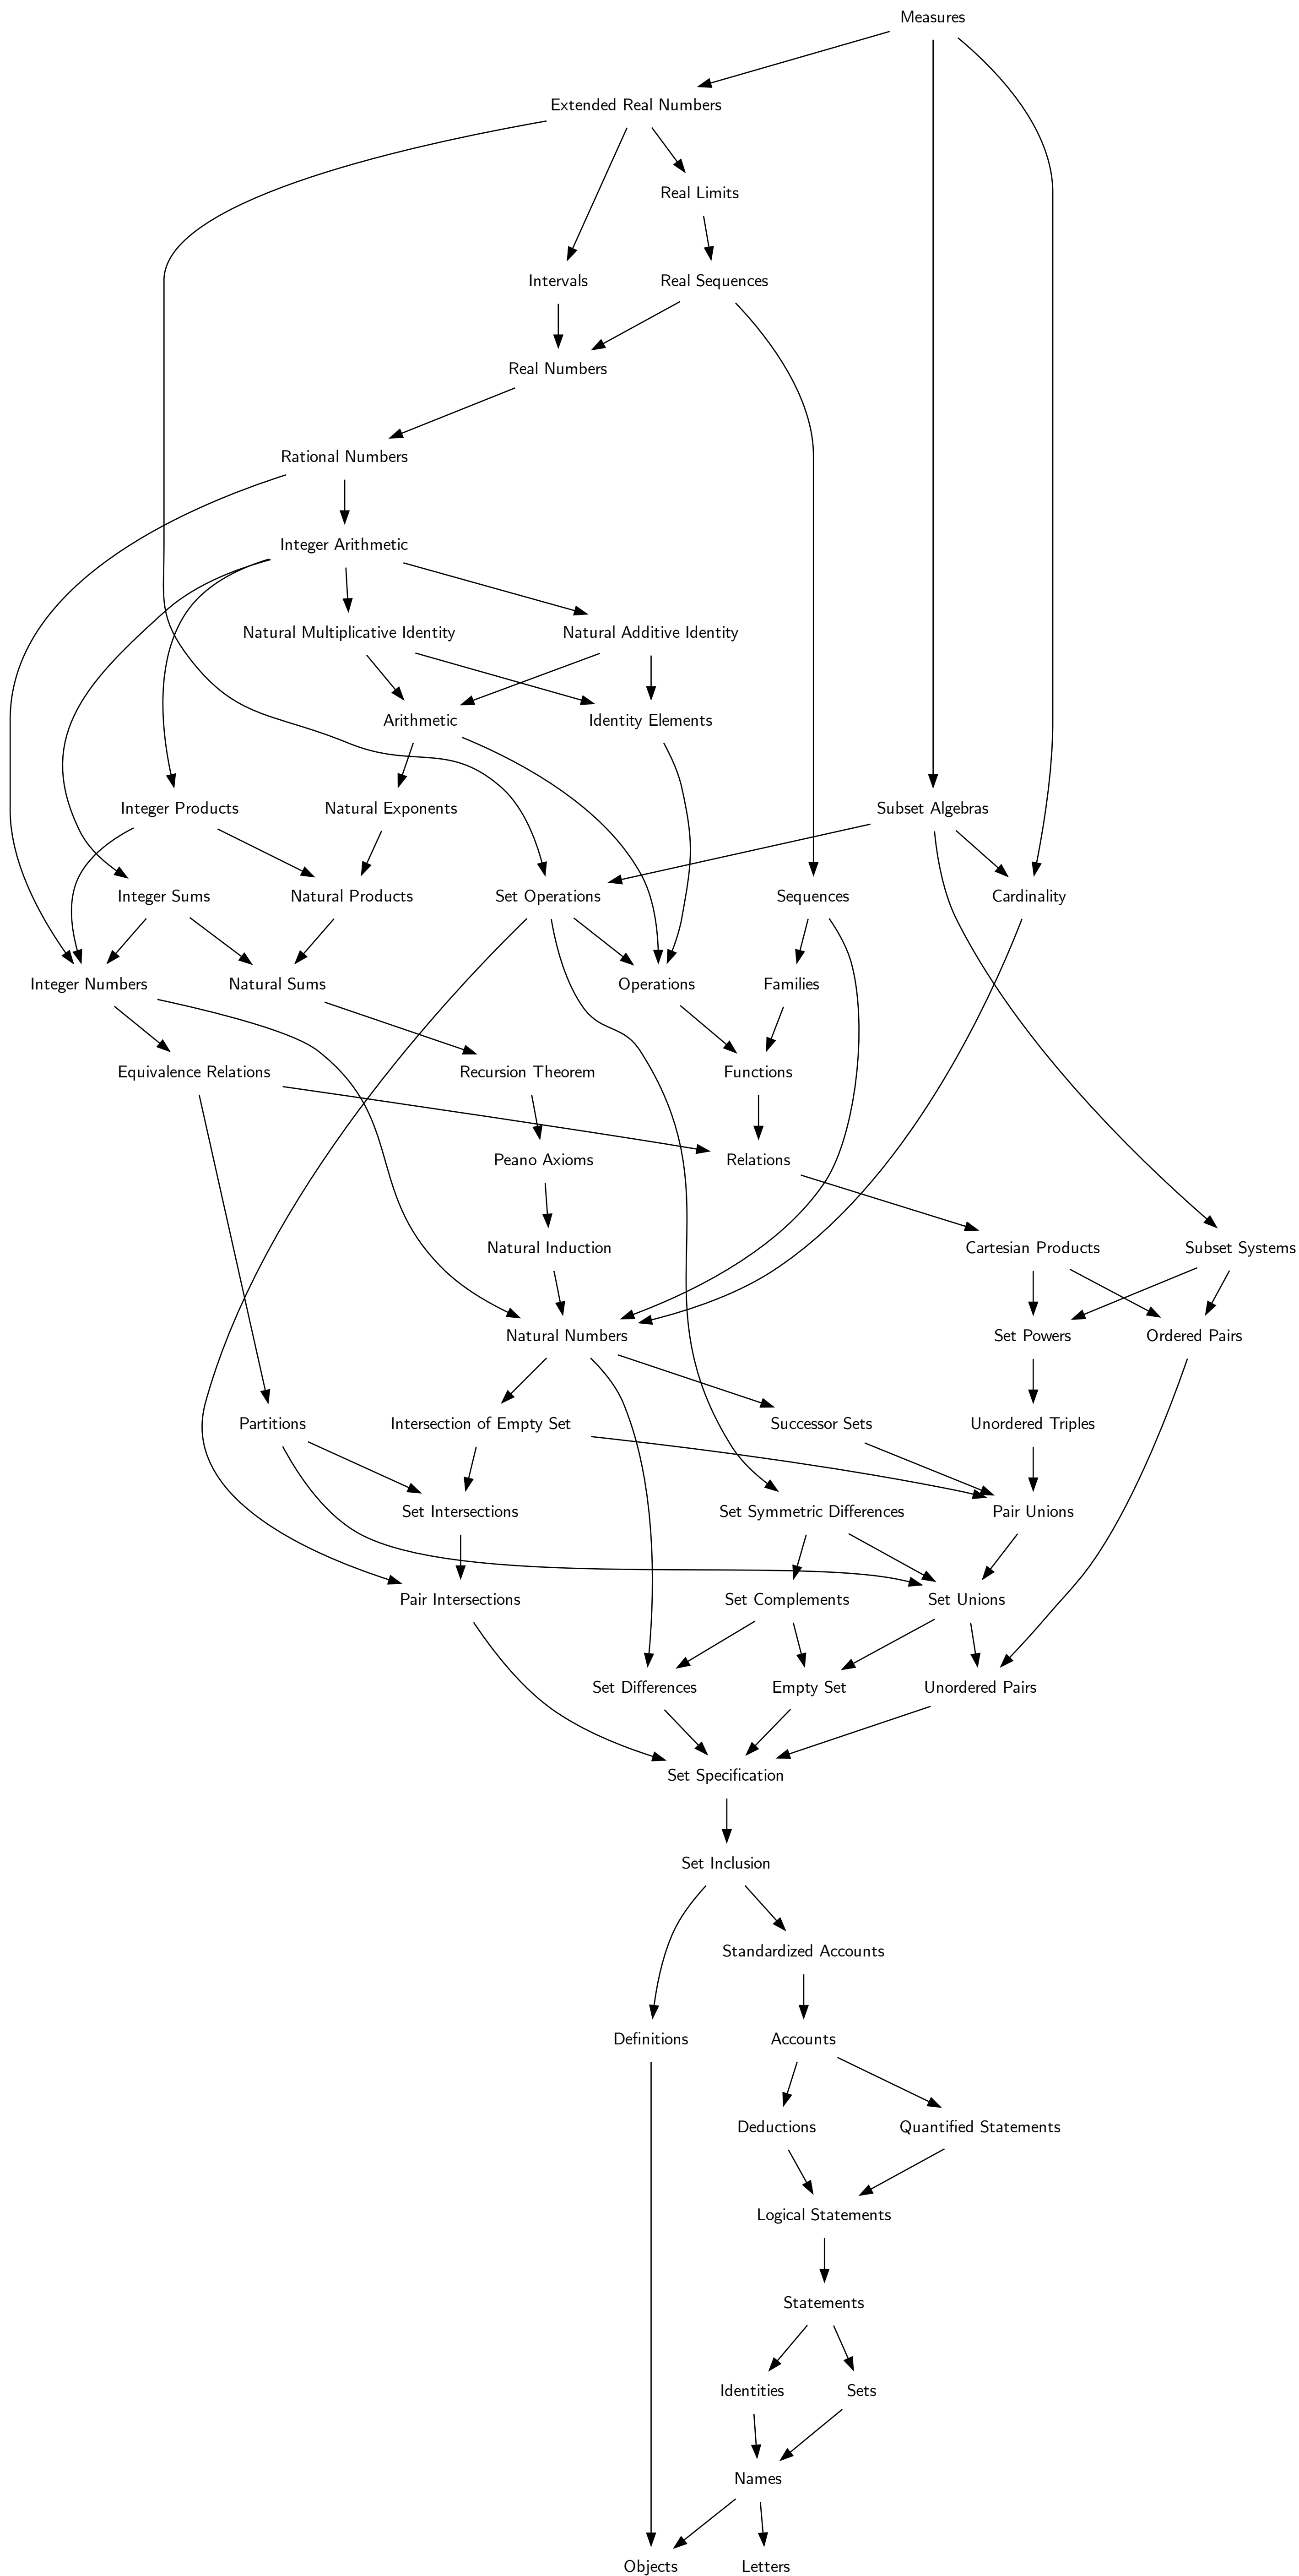 Measures
Extended Real Numbers
Real Limits
Intervals
Real Sequences
Real Numbers
Rational Numbers
Integer Arithmetic
Natural Multiplicative Identity
Natural Additive Identity
Arithmetic
Identity Elements
Integer Products
Natural Exponents
Subset Algebras
Integer Sums
Natural Products
Set Operations
Sequences
Cardinality
Integer Numbers
Natural Sums
Operations
Families
Equivalence Relations
Recursion Theorem
Functions
Peano Axioms
Relations
Natural Induction
Cartesian Products
Subset Systems
Natural Numbers
Set Powers
Ordered Pairs
Partitions
Intersection of Empty Set
Successor Sets
Unordered Triples
Set Intersections
Set Symmetric Differences
Pair Unions
Pair Intersections
Set Complements
Set Unions
Set Differences
Empty Set
Unordered Pairs
Set Specification
Set Inclusion
Standardized Accounts
Definitions
Accounts
Deductions
Quantified Statements
Logical Statements
Statements
Identities
Sets
Names
Objects
Letters